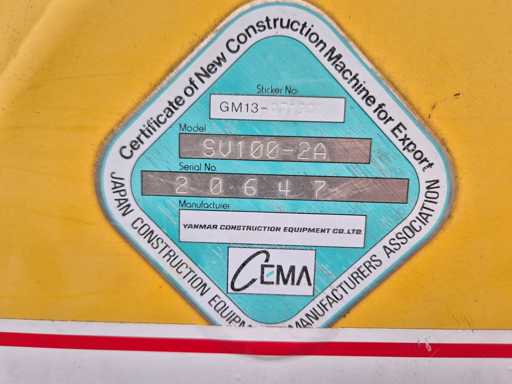 Certificate of New Construction Machine for Export
Sticker No.
GM13-
Model
SV100-2A
Serial No.
20647
Manufacturer
YANMAR CONSTRUCTION EQUIPMENT CO.,LTD.
CEMA
JAPAN CONSTRUCTION EQUIPMENT MANUFACTURERS ASSOCIATION